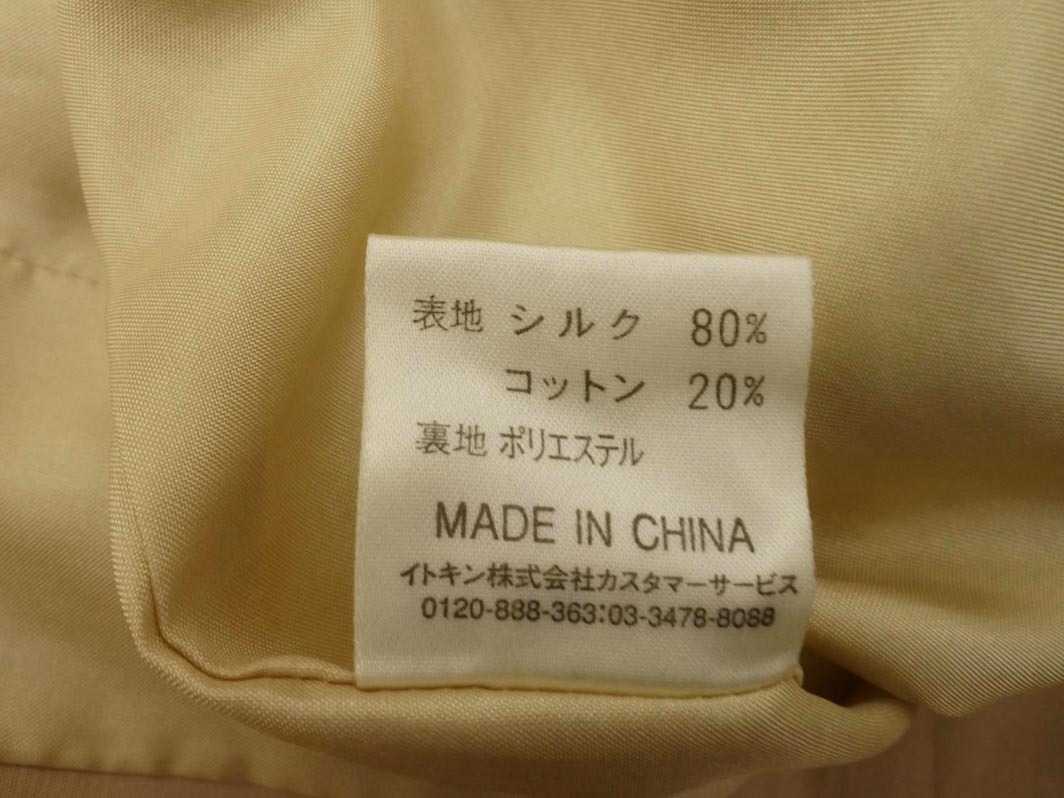 表地 シルク 80%
コットン 20%
裏地 ポリエステル
MADE IN CHINA
イトキン株式会社カスタマーサービス
0120-888-363:03-3478-8088